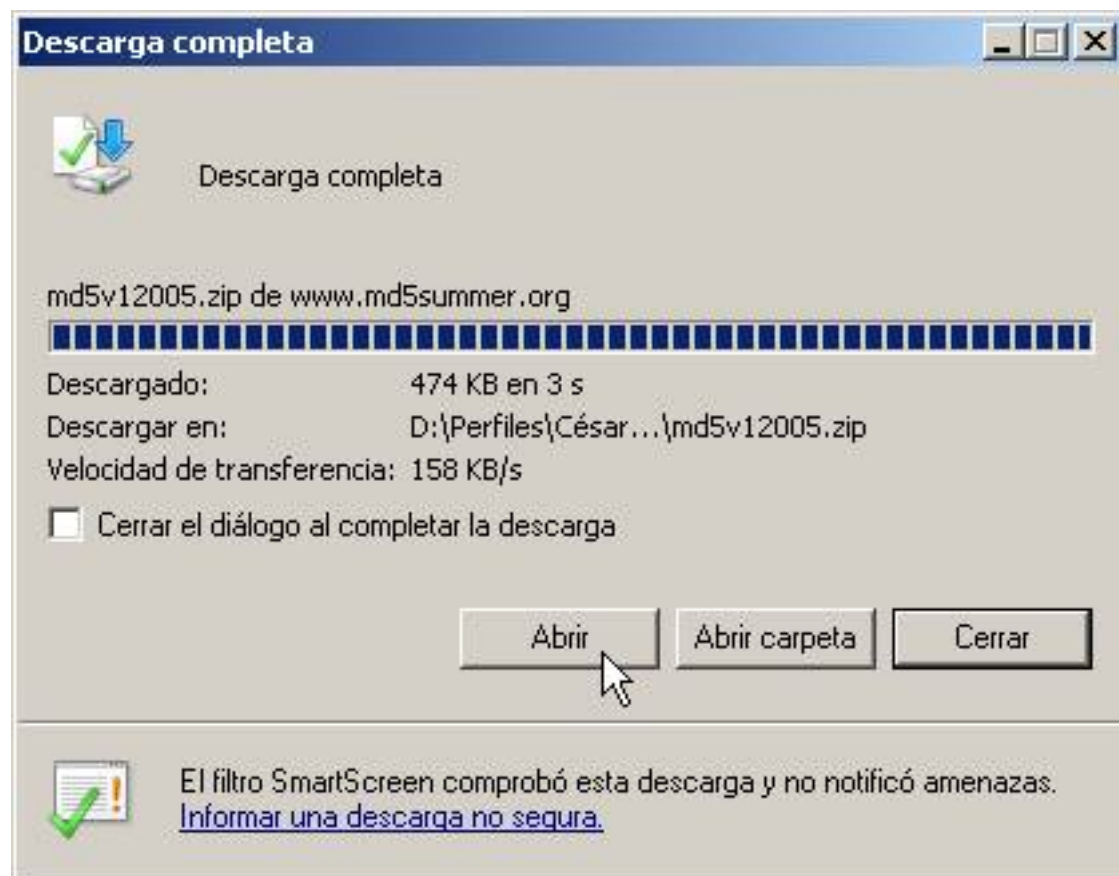 Descarga completa
Descarga completa
md5v12005.zip de www.md5summer.org
Descargado: 474 KB en 3 s
Descargar en: D:\Perfiles\César...\md5v12005.zip
Velocidad de transferencia: 158 KB/s
Cerrar el diálogo al completar la descarga
Abrir Abrir carpeta Cerrar
El filtro SmartScreen comprobó esta descarga y no notificó amenazas.
Informar una descarga no segura.